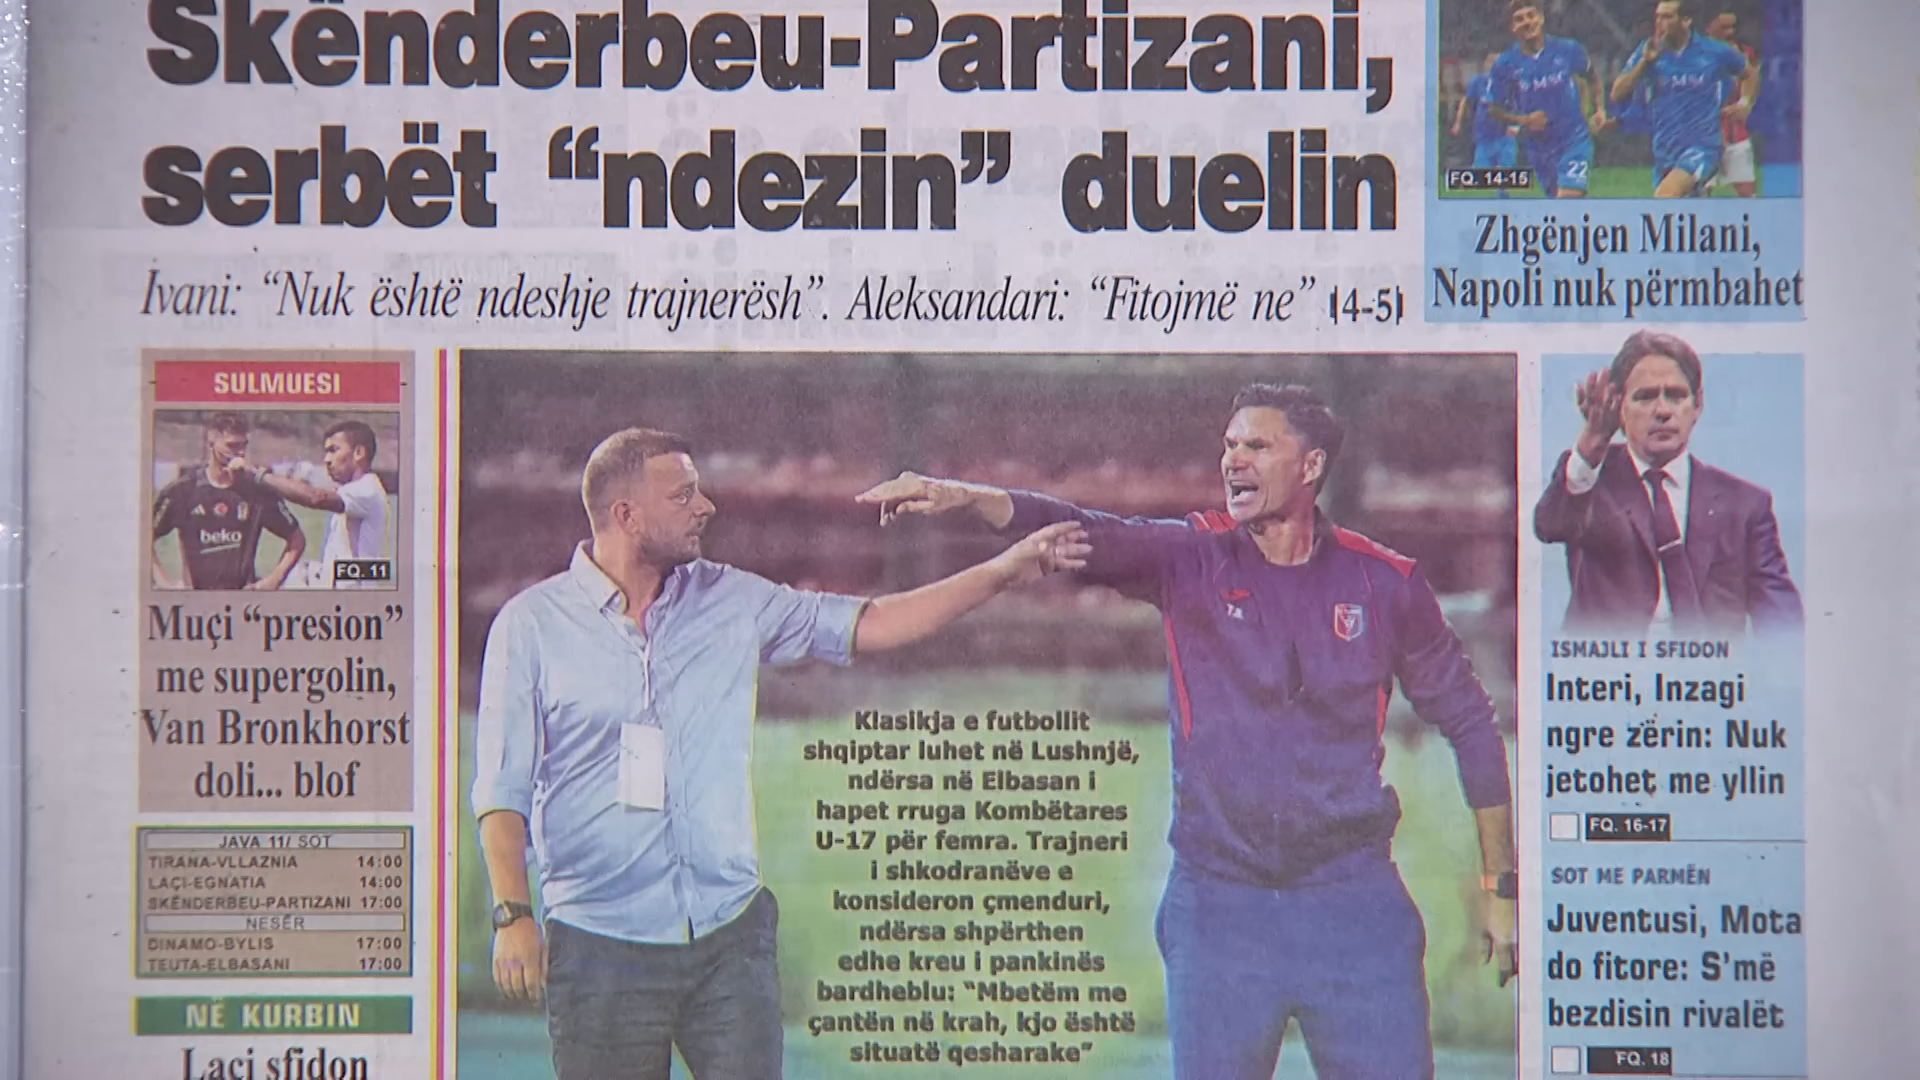 Skënderbeu-Partizani,
serbët “ndezin” duelin
Ivani: “Nuk është ndeshje trajnerësh”. Aleksandari: “Fitojmë ne” |4-5|
FQ. 14-15
22
Zhgënjen Milani,
Napoli nuk përmbahet
SULMUESI
beko
FQ. 11
Muçi “presion”
me supergolin,
Van Bronkhorst
doli... blof
JAVA 11/ SOT
TIRANA-VLLAZNIA 14:00
LAÇI-EGNATIA 14:00
SKËNDERBEU-PARTIZANI 17:00
NESËR
DINAMO-BYLIS 17:00
TEUTA-ELBASANI 17:00
NË KURBIN
Laçi sfidon
Klasikja e futbollit
shqiptar luhet në Lushnjë,
ndërsa në Elbasan i
hapet rruga Kombëtares
U-17 për femra. Trajneri
i shkodranëve e
konsideron çmenduri,
ndërsa shpërthen
edhe kreu i pankinës
bardheblu: “Mbetëm me
çantën në krah, kjo është
situatë qesharake”
ISMAJLI I SFIDON
Interi, Inzagi
ngre zërin: Nuk
jetohet me yllin
FQ. 16-17
SOT ME PARMËN
Juventusi, Mota
do fitore: S'më
bezdisin rivalët
FQ. 18